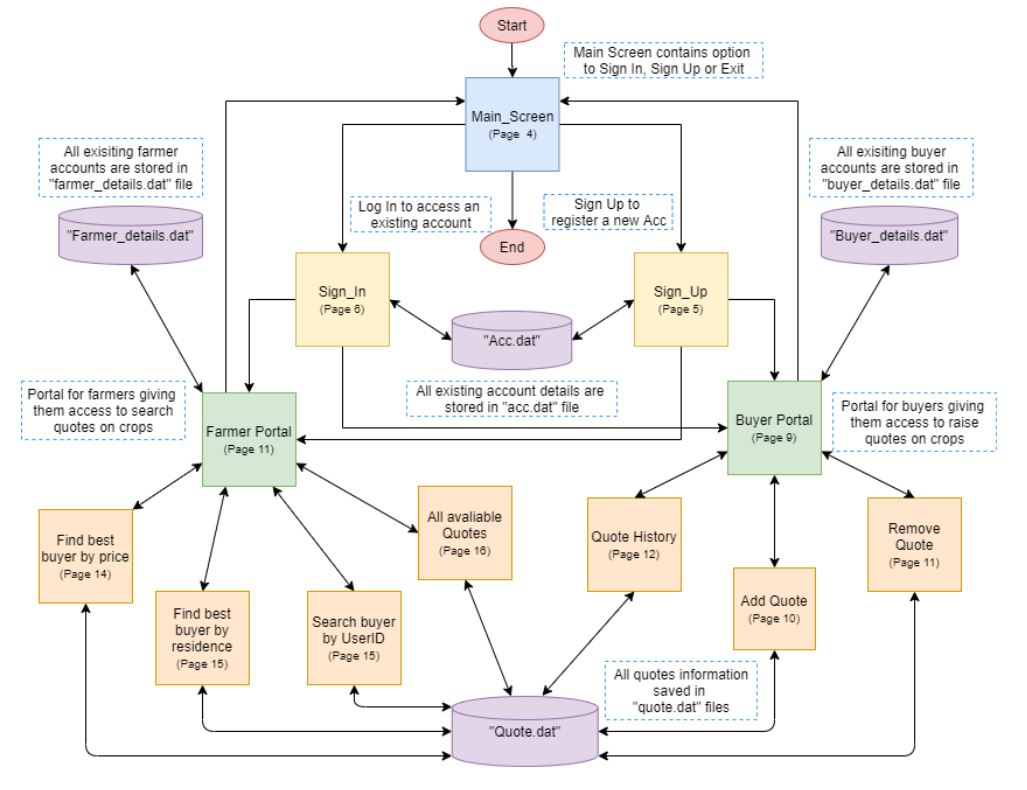 Start
Main Screen contains option
to Sign In, Sign Up or Exit
Main_Screen
(Page 4)
All exisiting farmer
accounts are stored in
"farmer_details.dat" file
All exisiting buyer
accounts are stored in
"buyer_details.dat" file
Log In to access an
existing account
Sign Up to
register a new Acc
"Farmer_details.dat"
End
"Buyer_details.dat"
Sign_In
(Page 6)
Sign_Up
(Page 5)
"Acc.dat"
All existing account details are
stored in "acc.dat" file
Portal for farmers giving
them access to search
quotes on crops
Farmer Portal
(Page 11)
Buyer Portal
(Page 9)
Portal for buyers giving
them access to raise
quotes on crops
Find best
buyer by price
(Page 14)
Find best
buyer by
residence
(Page 15)
Search buyer
by UserID
(Page 15)
All avaliable
Quotes
(Page 16)
Quote History
(Page 12)
Add Quote
(Page 10)
Remove
Quote
(Page 11)
All quotes information
saved in
"quote.dat" files
"Quote.dat"